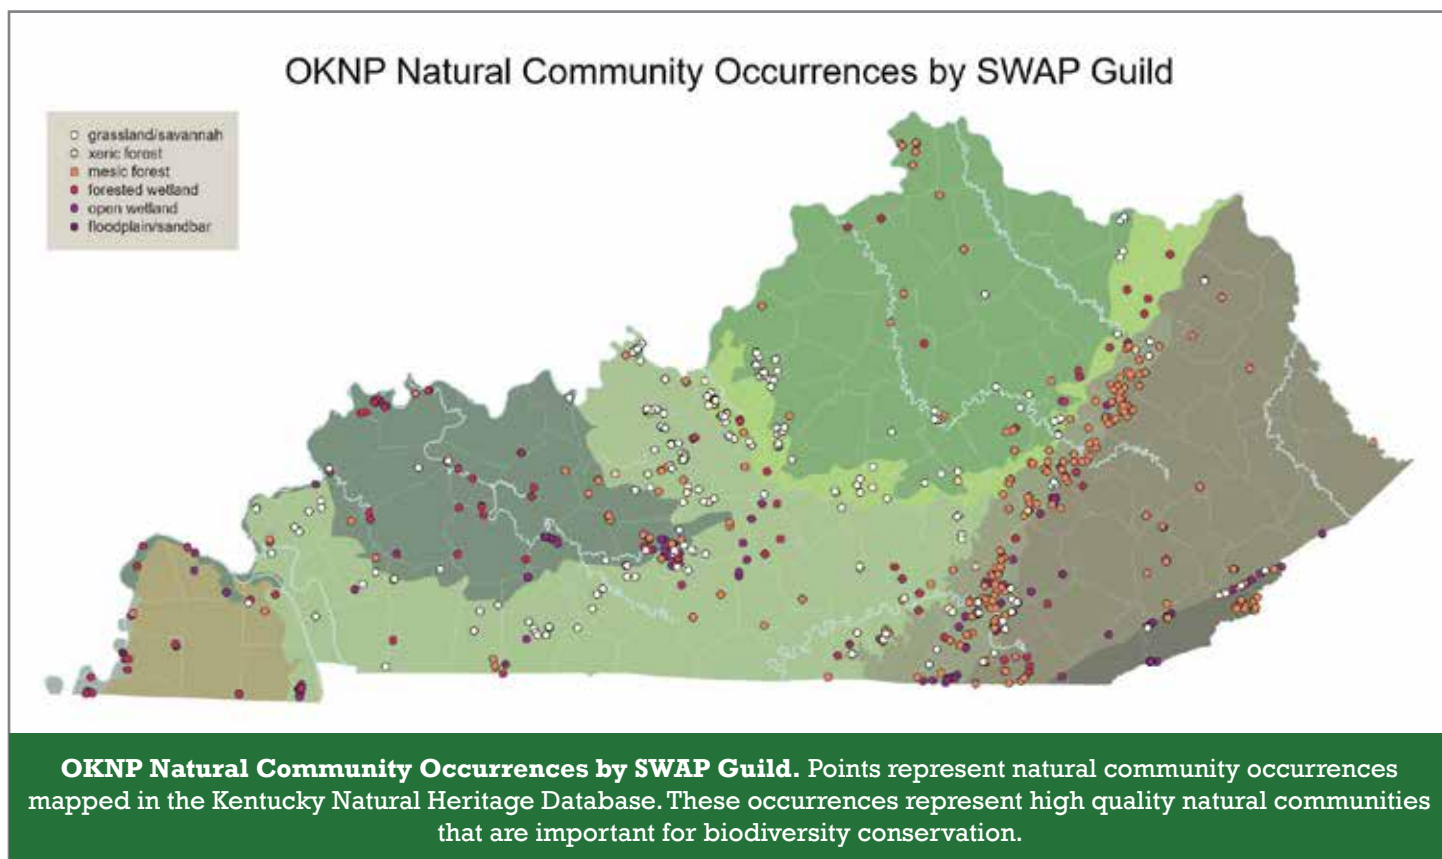 OKNP Natural Community Occurrences by SWAP Guild
grassland/savannah
xeric forest
mesic forest
forested wetland
open wetland
floodplain/sandbar
OKNP Natural Community Occurrences by SWAP Guild. Points represent natural community occurrences
mapped in the Kentucky Natural Heritage Database. These occurrences represent high quality natural communities
that are important for biodiversity conservation.